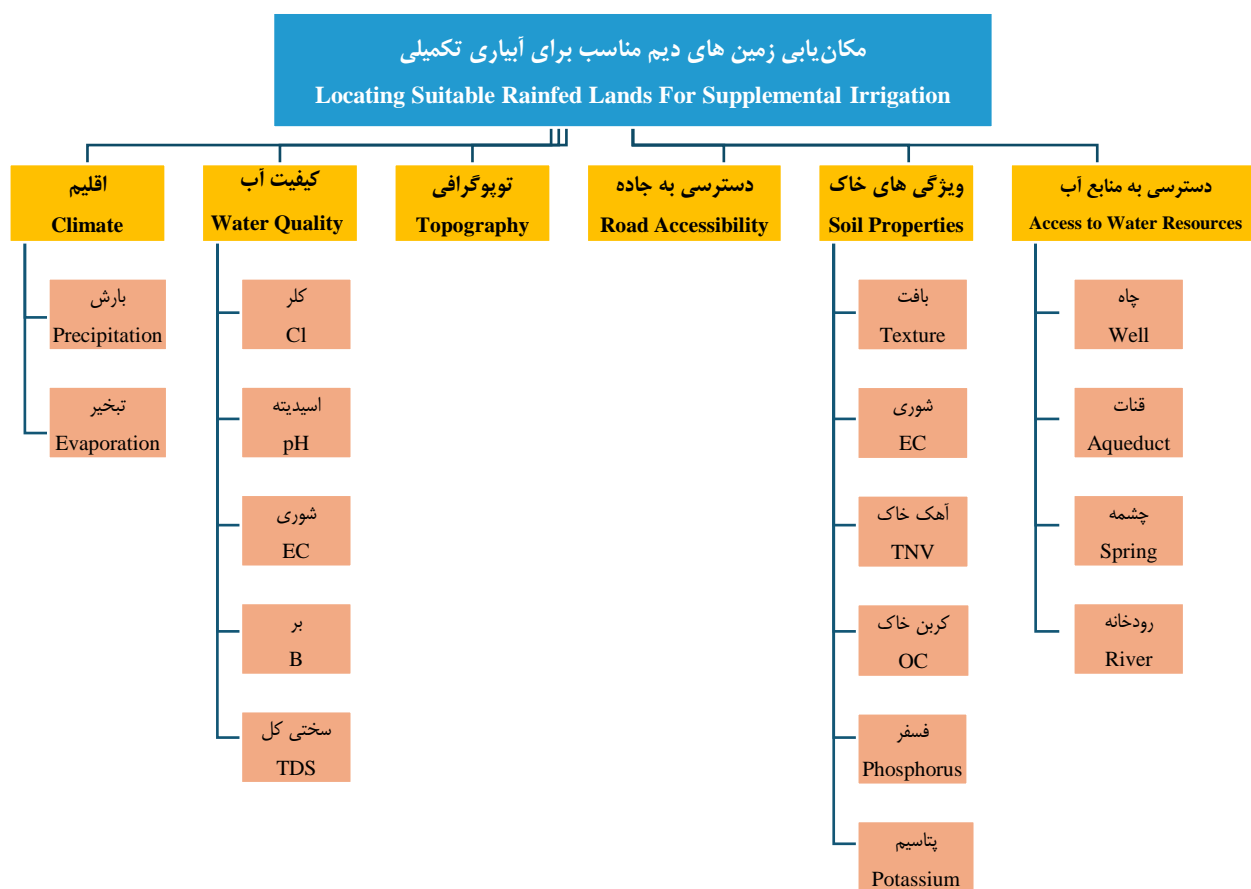 مکان‌یابی زمین های دیم مناسب برای آبیاری تکمیلی
Locating Suitable Rainfed Lands For Supplemental Irrigation
اقلیم
Climate
بارش
Precipitation
تبخیر
Evaporation
کیفیت آب
Water Quality
کلر
Cl
اسیدیته
pH
شوری
EC
بر
B
سختی کل
TDS
توپوگرافی
Topography
دسترسی به جاده
Road Accessibility
ویژگی های خاک
Soil Properties
بافت
Texture
شوری
EC
آهک خاک
TNV
کربن خاک
OC
فسفر
Phosphorus
پتاسیم
Potassium
دسترسی به منابع آب
Access to Water Resources
چاه
Well
قنات
Aqueduct
چشمه
Spring
رودخانه
River